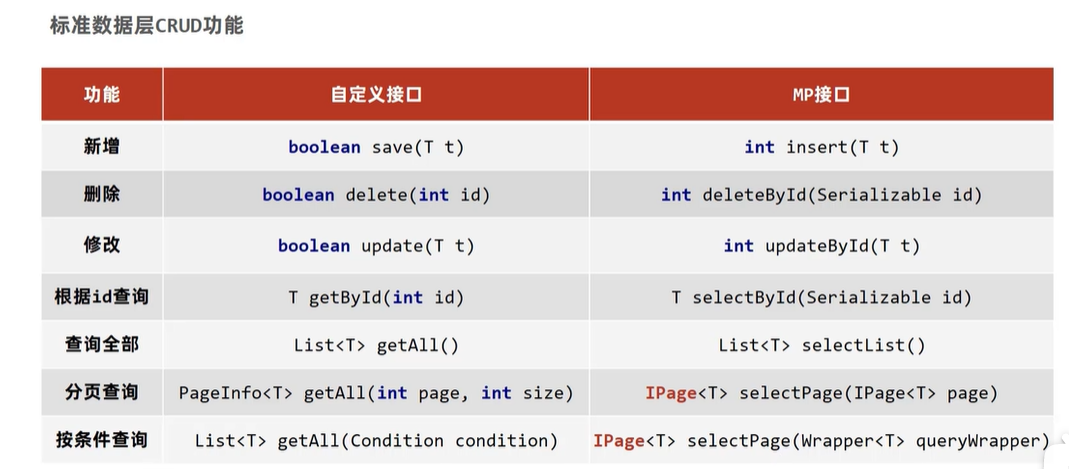 标准数据层CRUD功能
功能 自定义接口 MP接口
新增 boolean save(T t) int insert(T t)
删除 boolean delete(int id) int deleteById(Serializable id)
修改 boolean update(T t) int updateById(T t)
根据id查询 T getById(int id) T selectById(Serializable id)
查询全部 List<T> getAll() List<T> selectList()
分页查询 PageInfo<T> getAll(int page, int size) IPage<T> selectPage(IPage<T> page)
按条件查询 List<T> getAll(Condition condition) IPage<T> selectPage(Wrapper<T> queryWrapper)